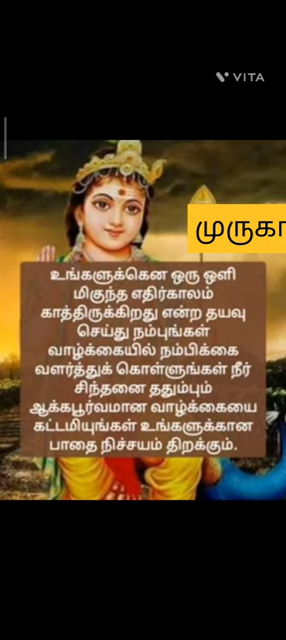 VITA
முருகா
உங்களுக்கென ஒரு ஒளி
மிகுந்த எதிர்காலம்
காத்திருக்கிறது என்ற தயவு
செய்து நம்புங்கள்
வாழ்க்கையில் நம்பிக்கை
வளர்த்துக் கொள்ளுங்கள் நீர்
சிந்தனை ததும்பும்
ஆக்கபூர்வமான வாழ்க்கையை
கட்டமியுங்கள் உங்களுக்கான
பாதை நிச்சயம் திறக்கும்.